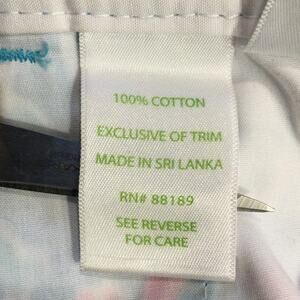 100% COTTON
EXCLUSIVE OF TRIM
MADE IN SRI LANKA
RN# 88189
SEE REVERSE
FOR CARE